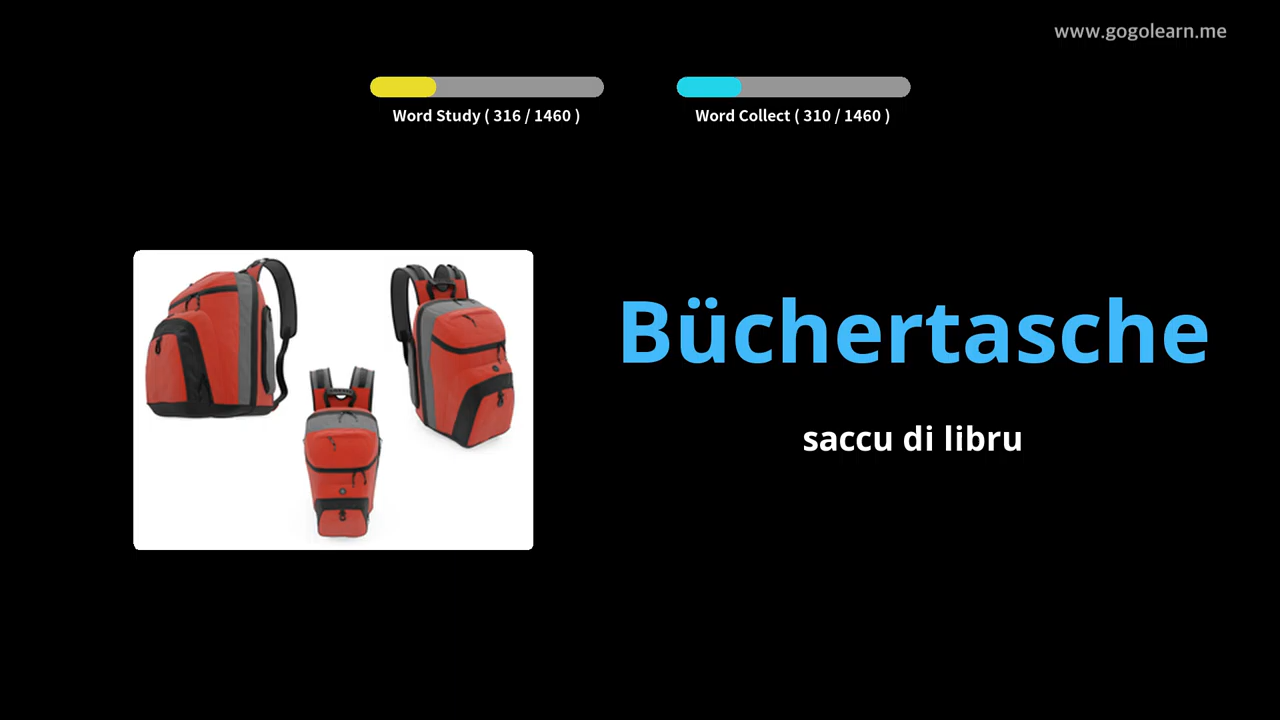 www.gogolearn.me
Word Study ( 316 / 1460 )
Word Collect ( 310 / 1460 )
Büchertasche
saccu di libru